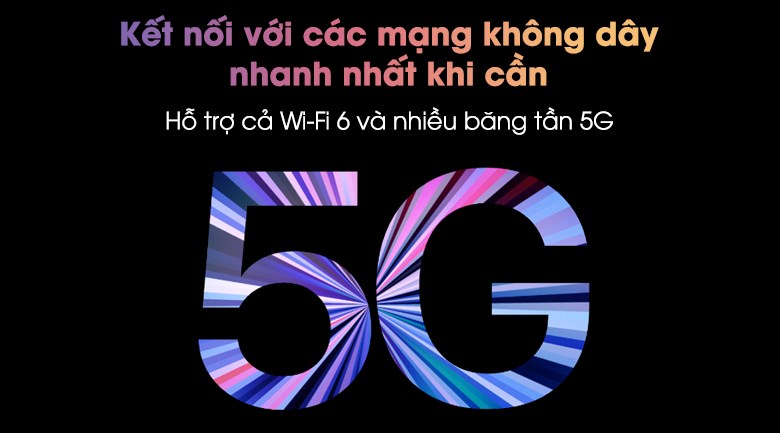 Kết nối với các mạng không dây
nhanh nhất khi cần
Hỗ trợ cả Wi-Fi 6 và nhiều băng tần 5G
5G